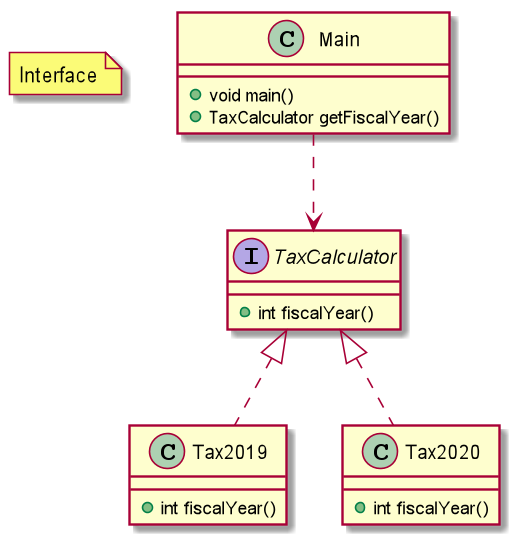 Interface
C Main
void main()
TaxCalculator getFiscalYear()
I TaxCalculator
int fiscalYear()
C Tax2019
int fiscalYear()
C Tax2020
int fiscalYear()